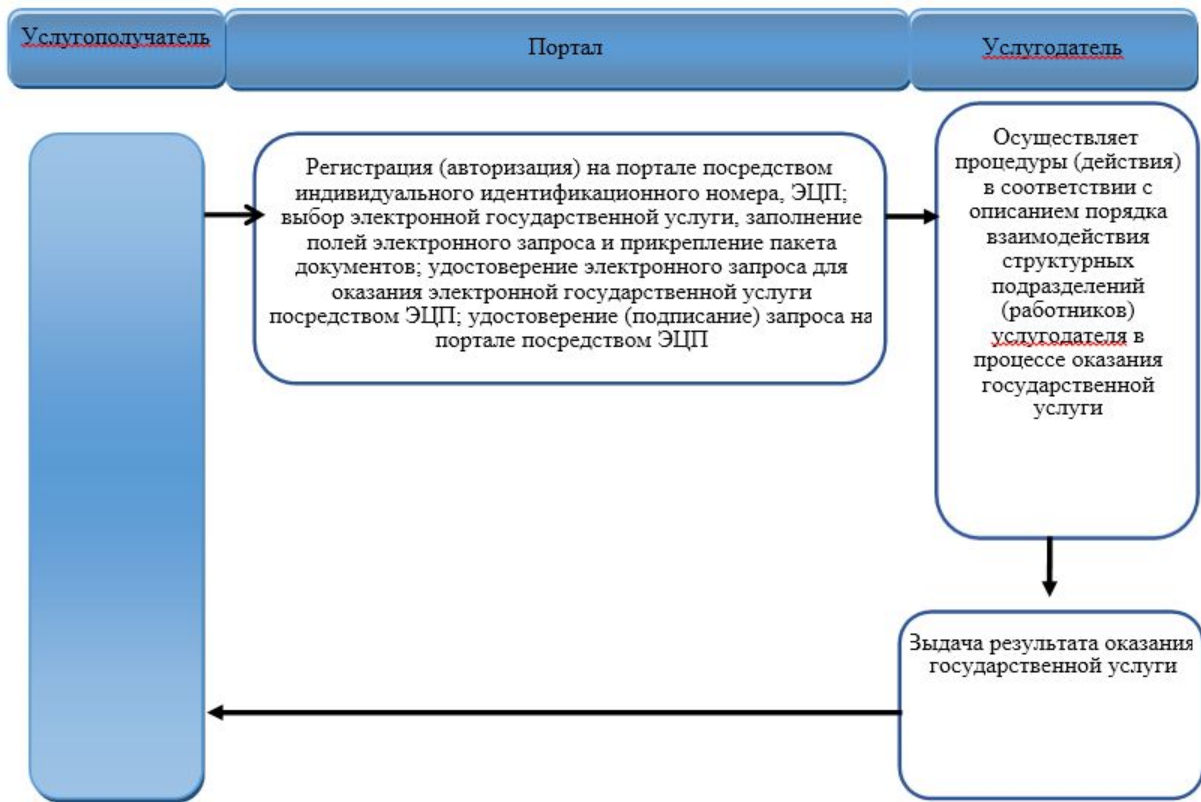 Услугополучатель
Портал
Услугодатель
Регистрация (авторизация) на портале посредством
индивидуального идентификационного номера, ЭЦП;
выбор электронной государственной услуги, заполнение
полей электронного запроса и прикрепление пакета
документов; удостоверение электронного запроса для
оказания электронной государственной услуги
посредством ЭЦП; удостоверение (подписание) запроса на
портале посредством ЭЦП
Осуществляет
процедуры (действия)
в соответствии с
описанием порядка
взаимодействия
структурных
подразделений
(работников)
услугодателя в
процессе оказания
государственной
услуги
Выдача результата оказания
государственной услуги